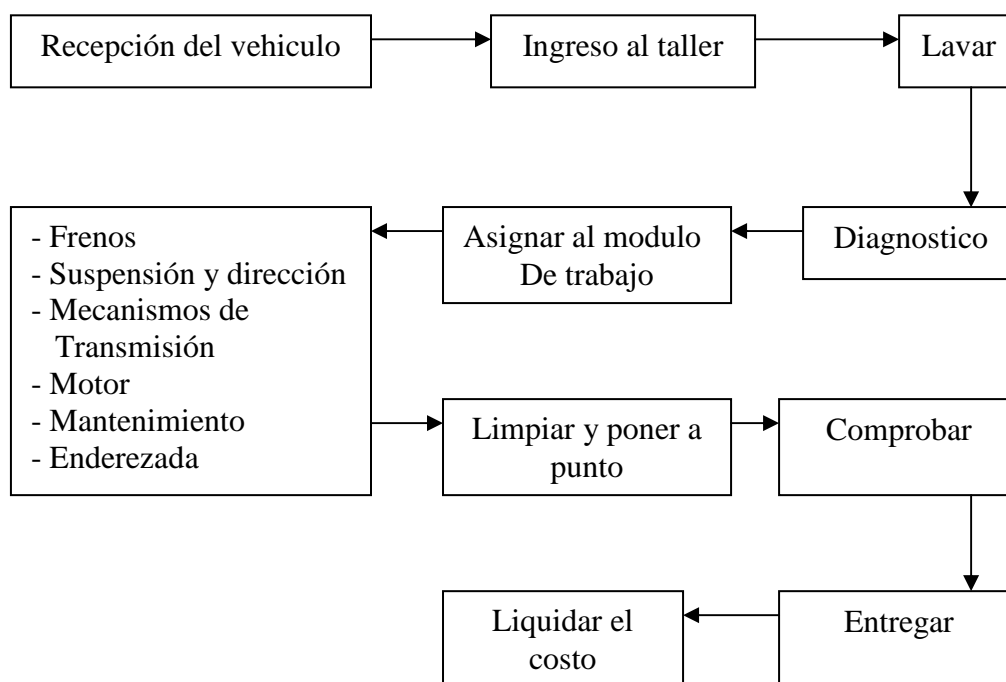 Recepción del vehiculo
Ingreso al taller
Lavar
Diagnostico
Asignar al modulo
De trabajo
- Frenos
- Suspensión y dirección
- Mecanismos de
Transmisión
- Motor
- Mantenimiento
- Enderezada
Limpiar y poner a
punto
Comprobar
Entregar
Liquidar el
costo